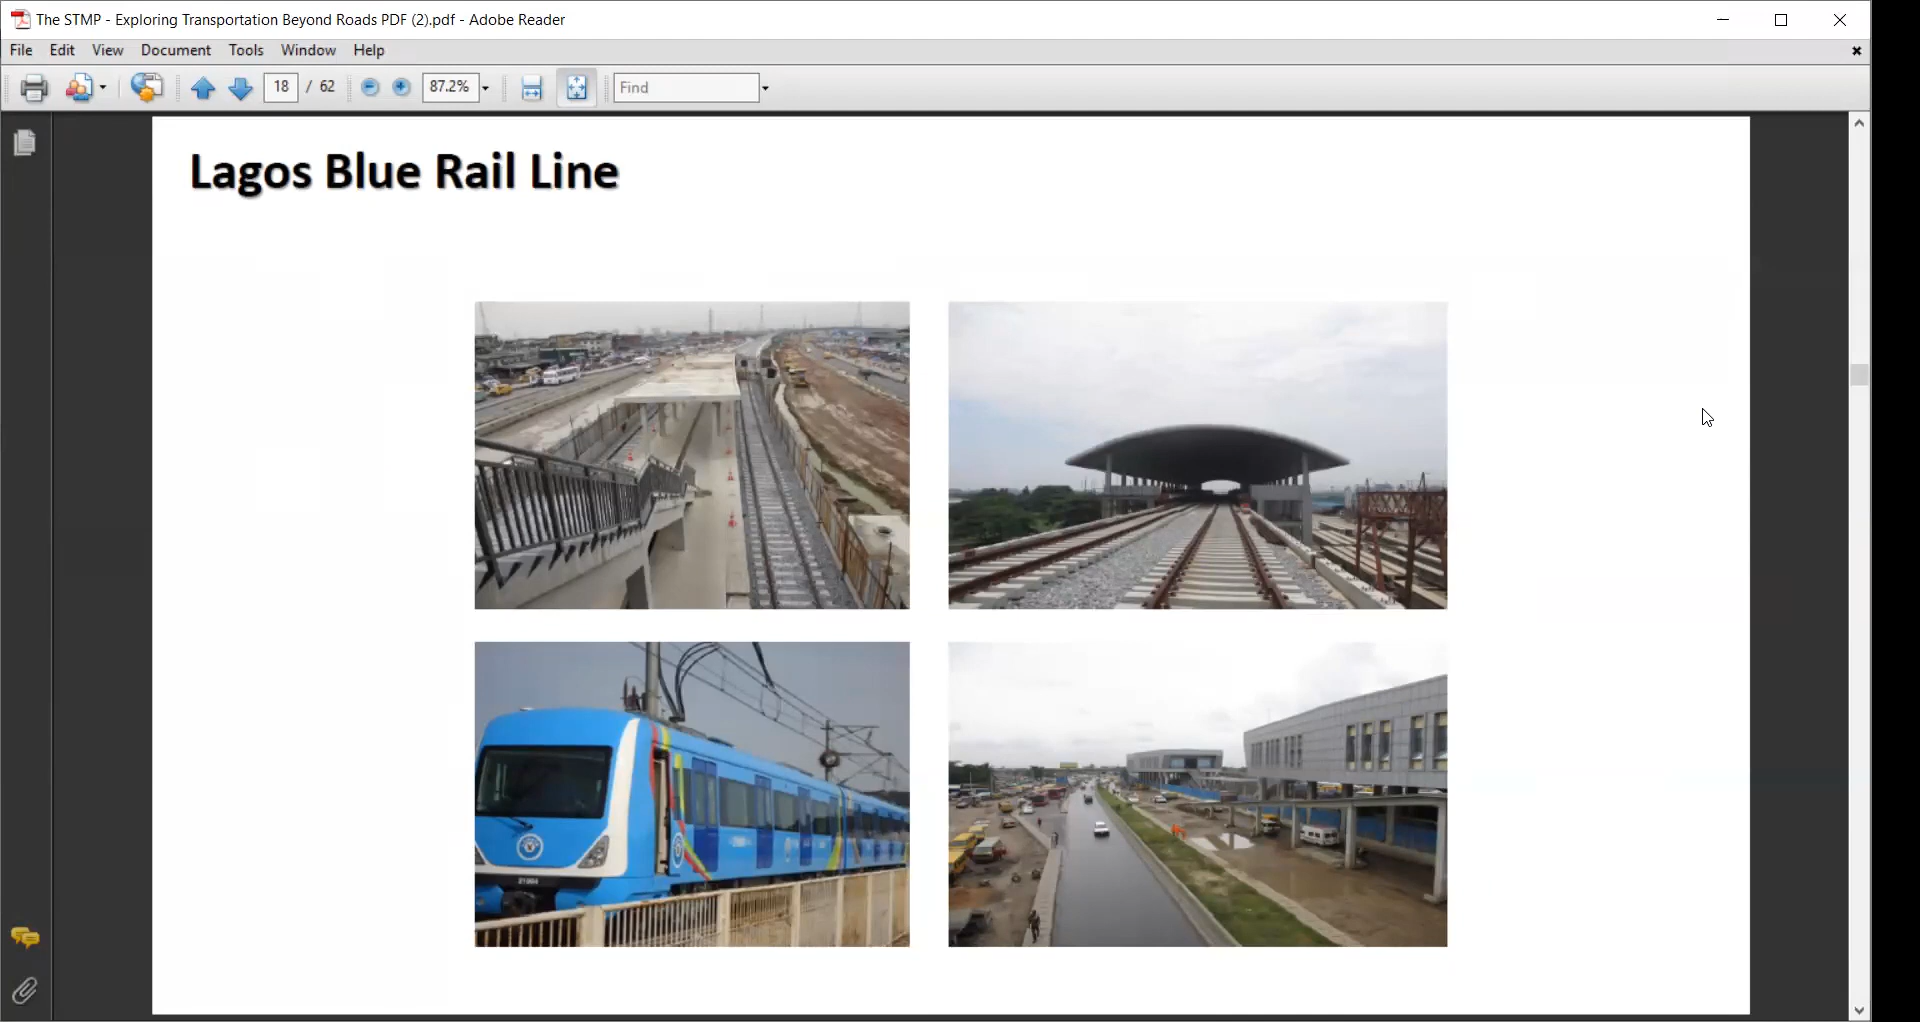 The STMP - Exploring Transportation Beyond Roads PDF (2).pdf - Adobe Reader
File Edit View Document Tools Window Help
18 / 62 87.2% Find
Lagos Blue Rail Line